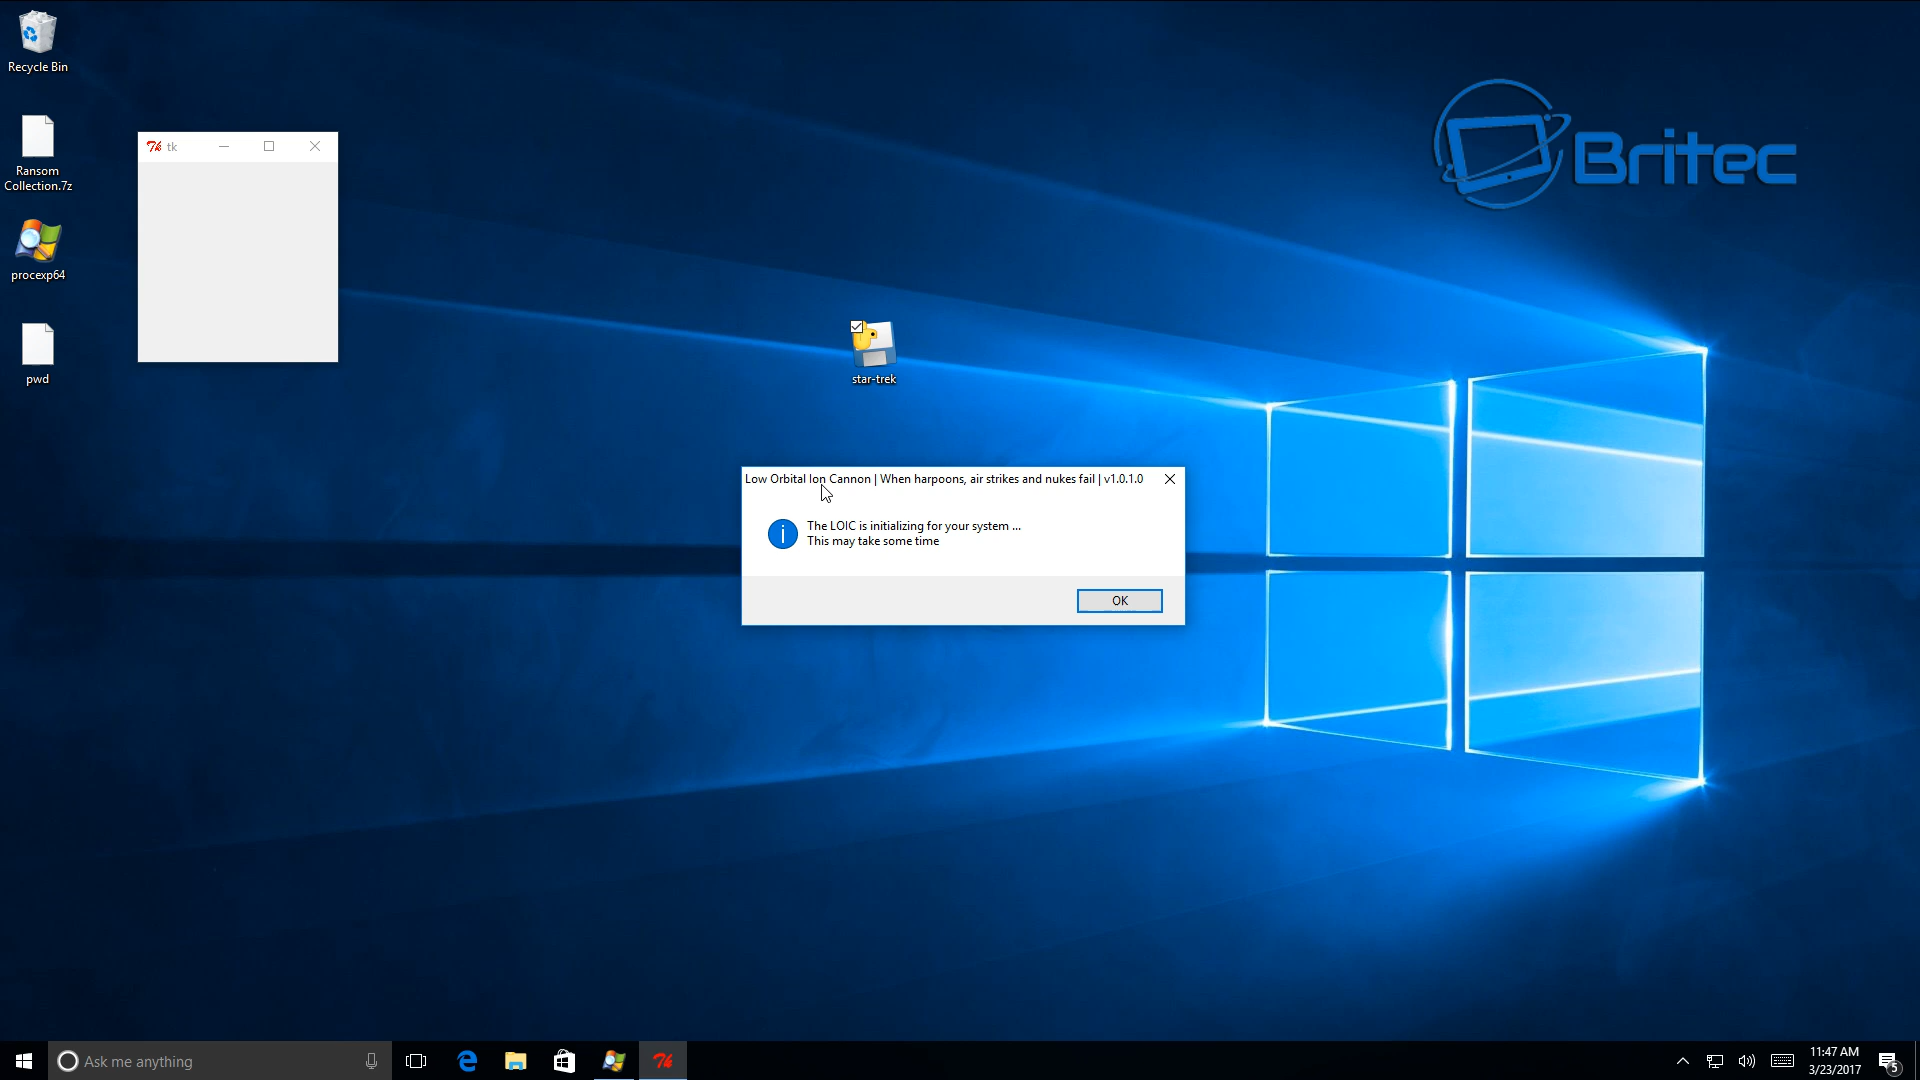 Recycle Bin
Ransom
Collection.7z
procexp64
pwd
tk
Britec
star-trek
Low Orbital Ion Cannon | When harpoons, air strikes and nukes fail | v1.0.1.0
The LOIC is initializing for your system ...
This may take some time
OK
Ask me anything
11:47 AM
3/23/2017
5